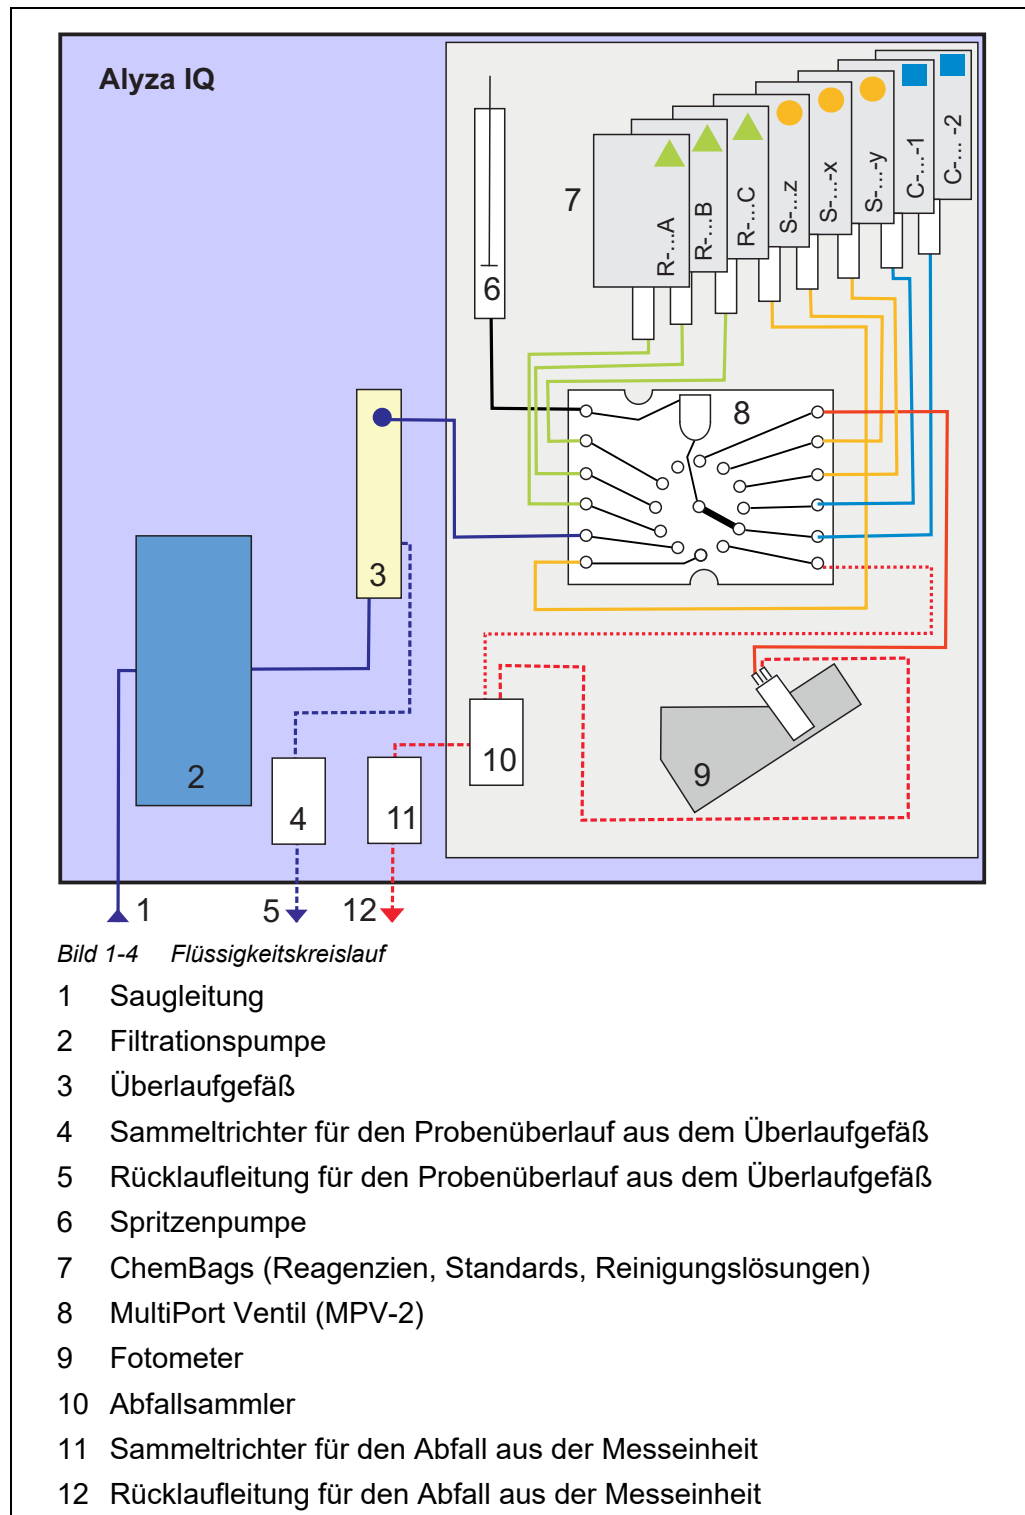 Alyza IQ
7
R-...A
R-...B
R-...C
S-...z
S-...-x
S-...-y
C-...-1
C-... -2
6
8
3
2
4
11
10
9
1
5
12
Bild 1-4 Flüssigkeitskreislauf
1 Saugleitung
2 Filtrationspumpe
3 Überlaufgefäß
4 Sammeltrichter für den Probenüberlauf aus dem Überlaufgefäß
5 Rücklaufleitung für den Probenüberlauf aus dem Überlaufgefäß
6 Spritzenpumpe
7 ChemBags (Reagenzien, Standards, Reinigungslösungen)
8 MultiPort Ventil (MPV-2)
9 Fotometer
10 Abfallsammler
11 Sammeltrichter für den Abfall aus der Messeinheit
12 Rücklaufleitung für den Abfall aus der Messeinheit